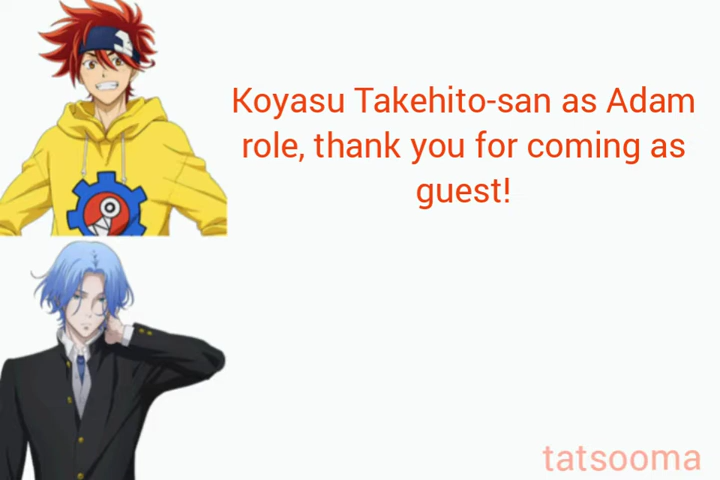 Koyasu Takehito-san as Adam
role, thank you for coming as
guest!
tatsooma